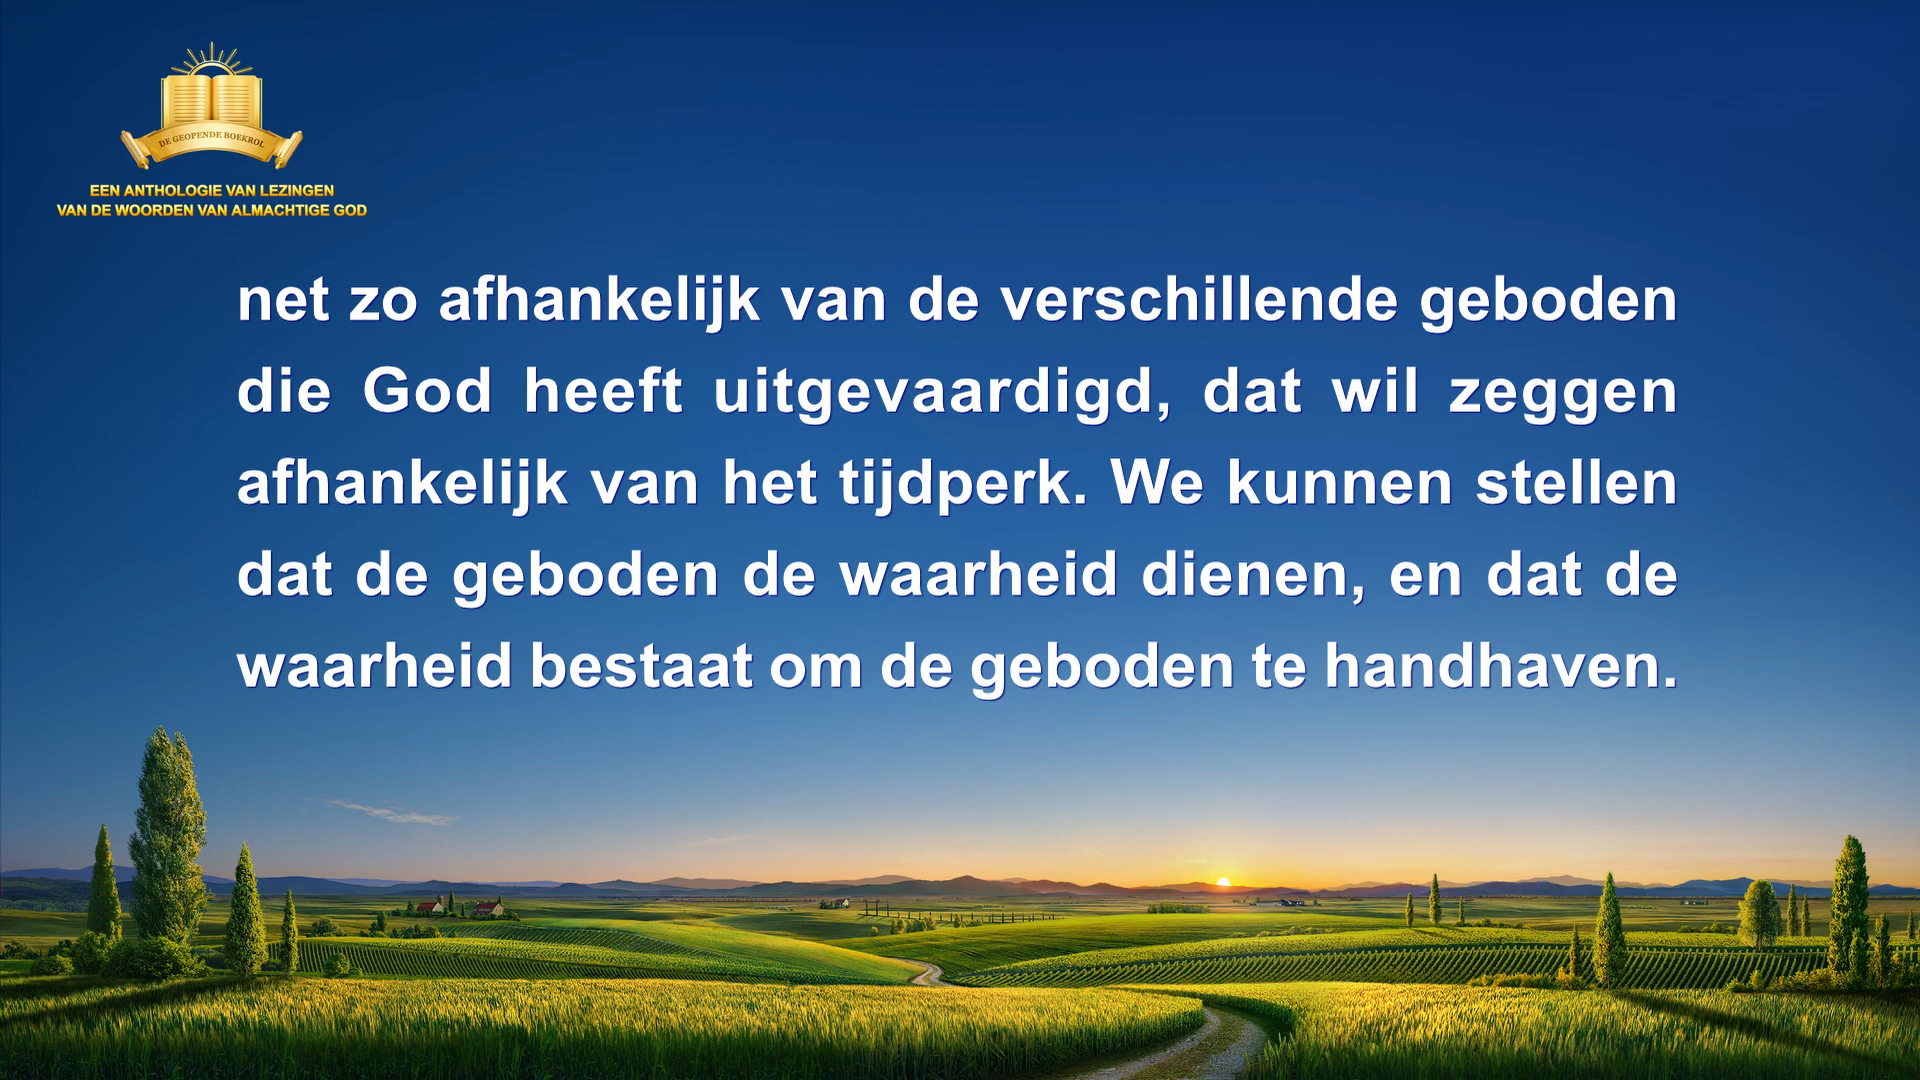 DE GEOPENDE BOEKROL
EEN ANTHOLOGIE VAN LEZINGEN
VAN DE WOORDEN VAN ALMACHTIGE GOD
net zo afhankelijk van de verschillende geboden
die God heeft uitgevaardigd, dat wil zeggen
afhankelijk van het tijdperk. We kunnen stellen
dat de geboden de waarheid dienen, en dat de
waarheid bestaat om de geboden te handhaven.